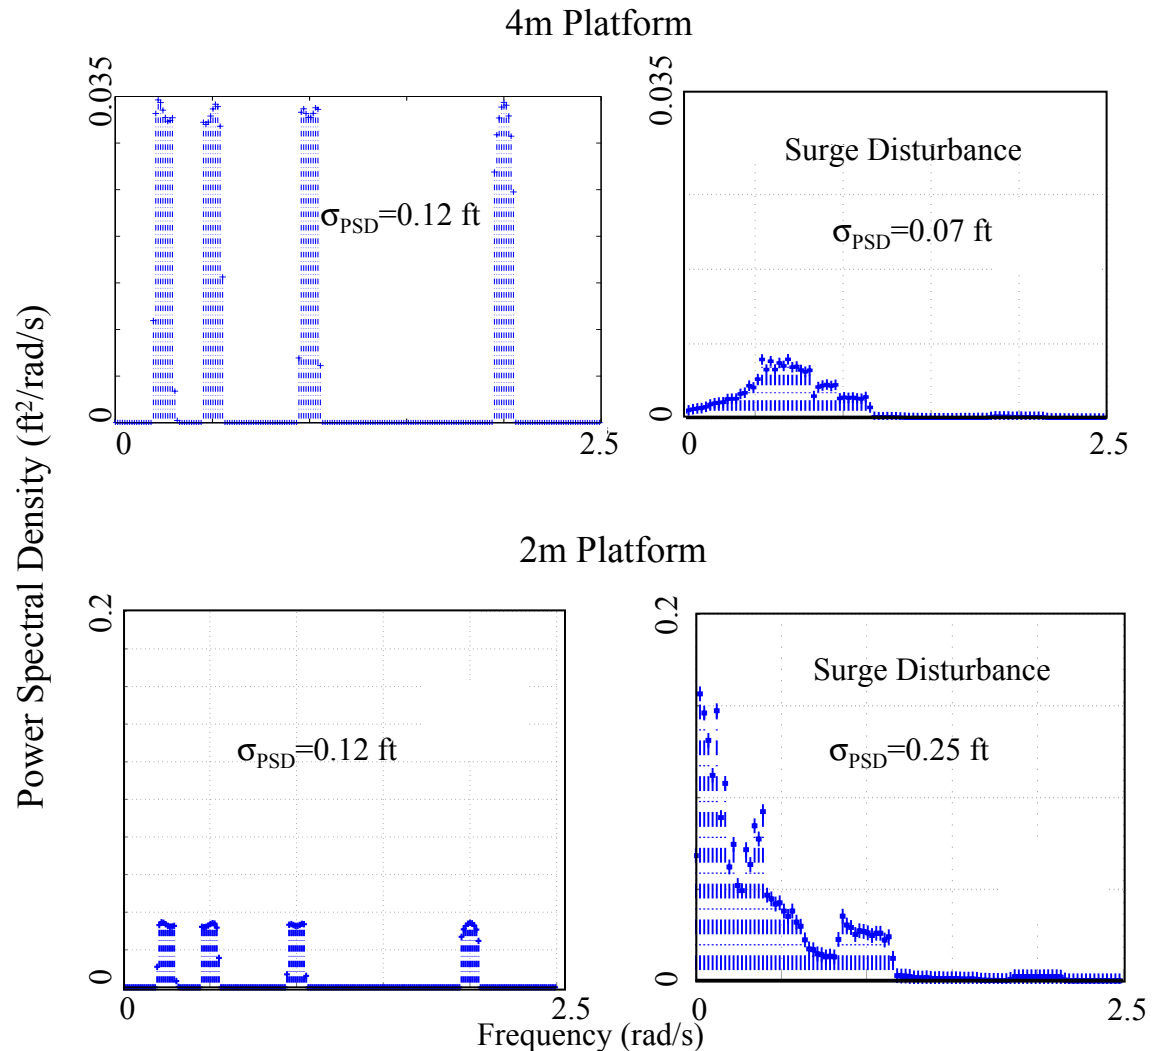 4m Platform
0.035
σPSD=0.12 ft
0
0
2.5
0.035
Surge Disturbance
σPSD=0.07 ft
0
0
2.5
Power Spectral Density (ft²/rad/s)
2m Platform
0.2
σPSD=0.12 ft
0
0
2.5
0.2
Surge Disturbance
σPSD=0.25 ft
0
0
2.5
Frequency (rad/s)